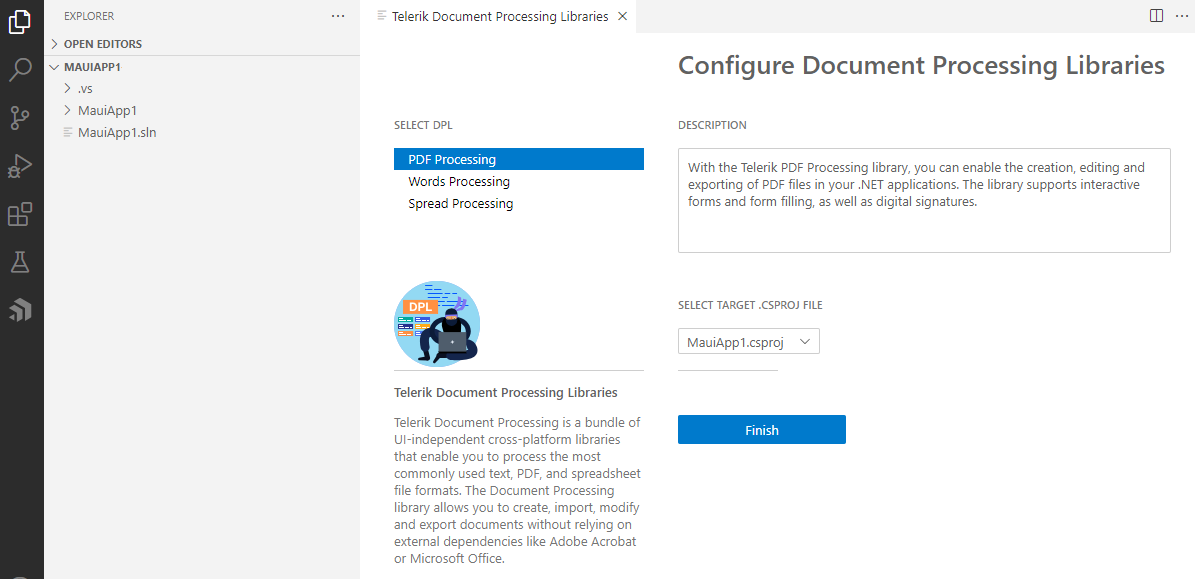 EXPLORER
OPEN EDITORS
MAUIAPP1
.vs
MauiApp1
MauiApp1.sln
Telerik Document Processing Libraries
Configure Document Processing Libraries
SELECT DPL
PDF Processing
Words Processing
Spread Processing
DPL
Telerik Document Processing Libraries
Telerik Document Processing is a bundle of
UI-independent cross-platform libraries
that enable you to process the most
commonly used text, PDF, and spreadsheet
file formats. The Document Processing
library allows you to create, import, modify
and export documents without relying on
external dependencies like Adobe Acrobat
or Microsoft Office.
DESCRIPTION
With the Telerik PDF Processing library, you can enable the creation, editing and
exporting of PDF files in your .NET applications. The library supports interactive
forms and form filling, as well as digital signatures.
SELECT TARGET .CSPROJ FILE
MauiApp1.csproj
Finish